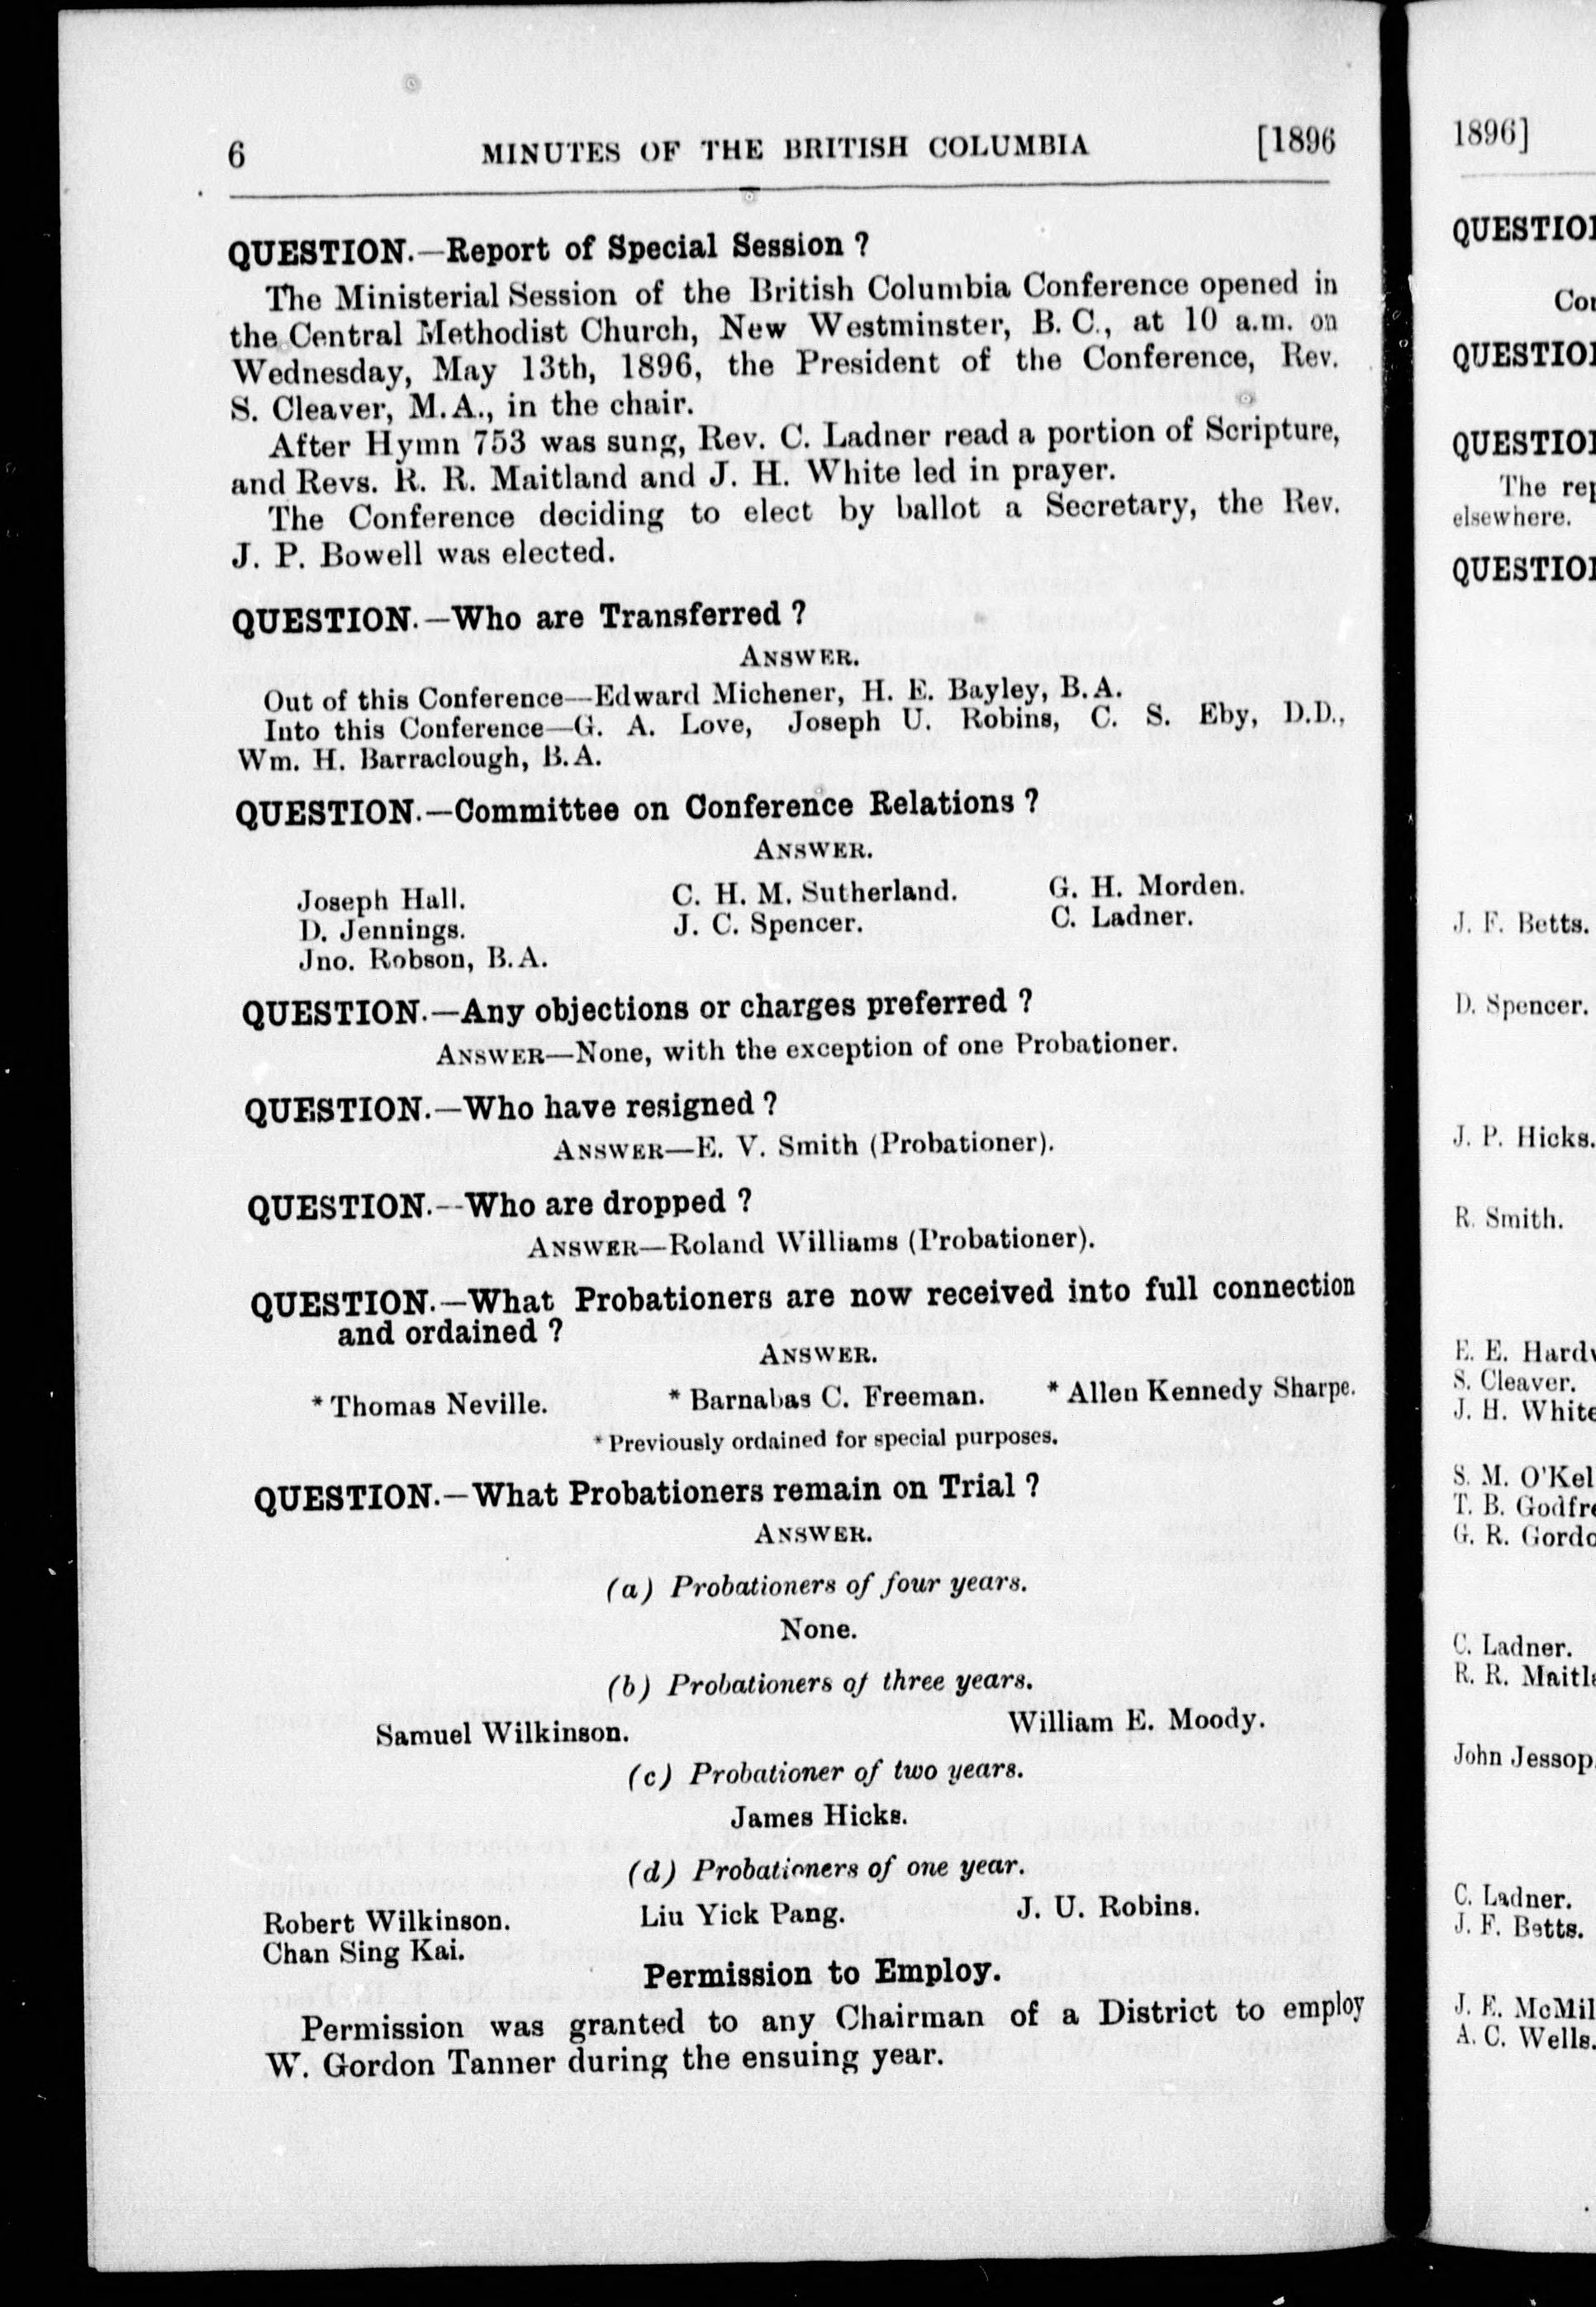 6 MINUTES OF THE BRITISH COLUMBIA [1896
QUESTION.—Report of Special Session ?
The Ministerial Session of the British Columbia Conference opened in
the Central Methodist Church, New Westminster, B. C., at 10 a.m. on
Wednesday, May 13th, 1896, the President of the Conference, Rev.
S. Cleaver, M.A., in the chair.
After Hymn 753 was sung, Rev. C. Ladner read a portion of Scripture,
and Revs. R. R. Maitland and J. H. White led in prayer.
The Conference deciding to elect by ballot a Secretary, the Rev.
J. P. Bowell was elected.
QUESTION.—Who are Transferred ?
ANSWER.
Out of this Conference—Edward Michener, H. E. Bayley, B.A.
Into this Conference—G. A. Love, Joseph U. Robins, C. S. Eby, D.D.,
Wm. H. Barraclough, B.A.
QUESTION.—Committee on Conference Relations ?
ANSWER.
Joseph Hall. C. H. M. Sutherland. G. H. Morden.
D. Jennings. J. C. Spencer. C. Ladner.
Jno. Robson, B.A.
QUESTION.—Any objections or charges preferred ?
ANSWER—None, with the exception of one Probationer.
QUESTION.—Who have resigned ?
ANSWER—E. V. Smith (Probationer).
QUESTION.--Who are dropped ?
ANSWER—Roland Williams (Probationer).
QUESTION.—What Probationers are now received into full connection
and ordained ?
ANSWER.
* Thomas Neville. * Barnabas C. Freeman. * Allen Kennedy Sharpe.
* Previously ordained for special purposes.
QUESTION.—What Probationers remain on Trial ?
ANSWER.
(a) Probationers of four years.
None.
(b) Probationers of three years.
Samuel Wilkinson. William E. Moody.
(c) Probationer of two years.
James Hicks.
(d) Probationers of one year.
Robert Wilkinson. Liu Yick Pang. J. U. Robins.
Chan Sing Kai.
Permission to Employ.
Permission was granted to any Chairman of a District to employ
W. Gordon Tanner during the ensuing year.
1896]
The
elsewhere.
J. F. Betts.
D. Spencer.
J. P. Hicks.
R. Smith.
E. E.
S. Cleaver.
J. H. White
S. M.
T. B.
G. R.
C. Ladner.
R. R.
John Jessop.
C. Ladner.
J. F. Betts.
J. E.
A. C. Wells.